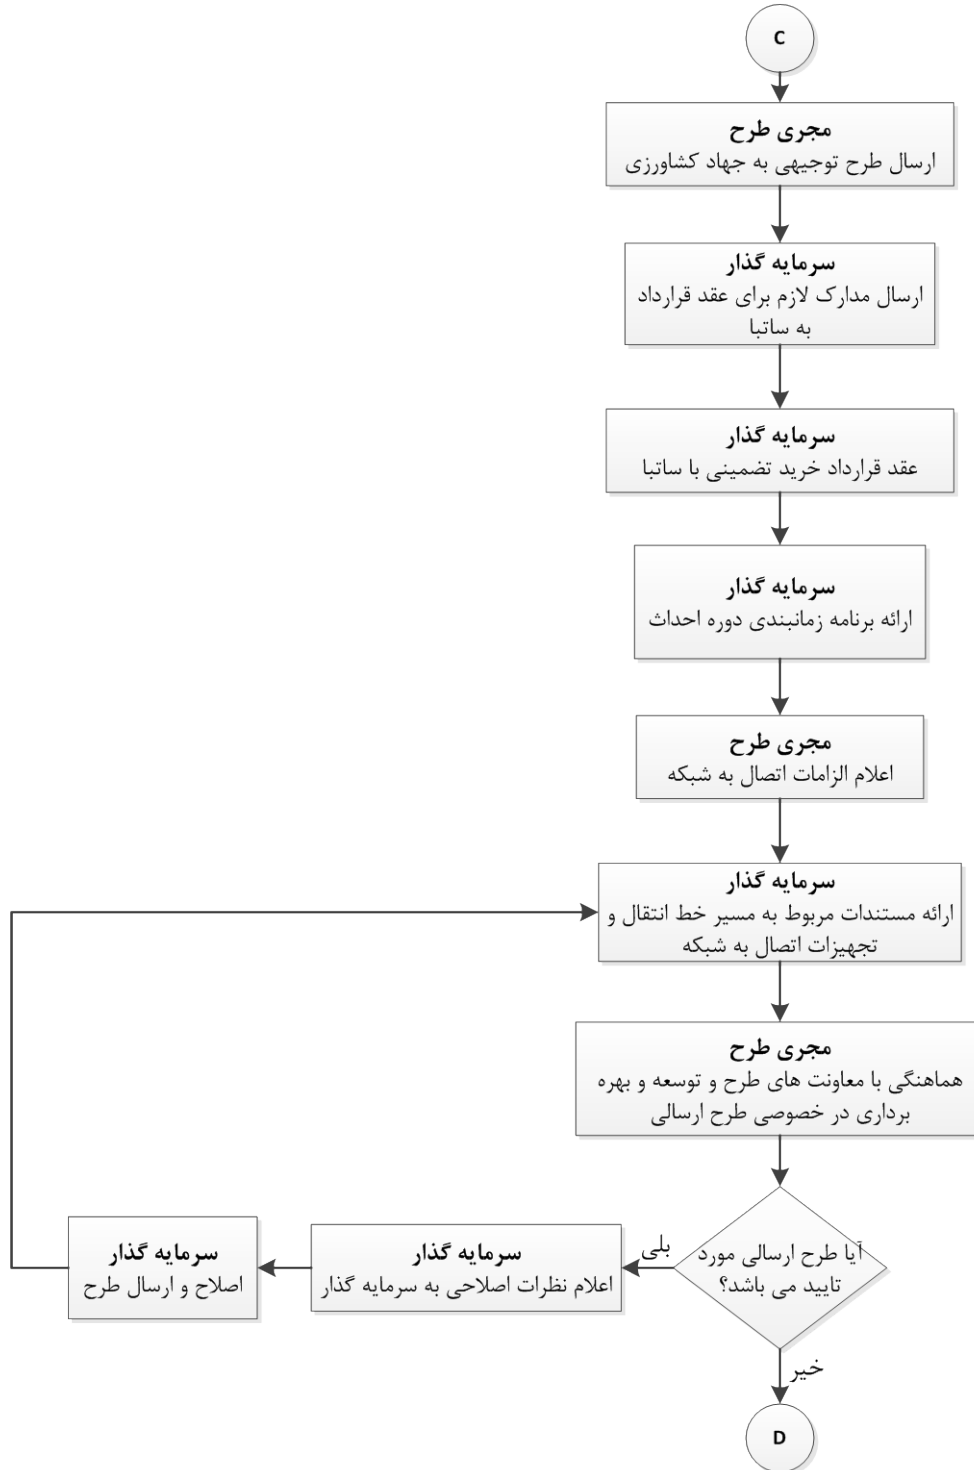 C
مجری طرح
ارسال طرح توجیهی به جهاد کشاورزی
سرمایه گذار
ارسال مدارک لازم برای عقد قرارداد
به ساتبا
سرمایه گذار
عقد قرارداد خرید تضمینی با ساتبا
سرمایه گذار
ارائه برنامه زمانبندی دوره احداث
مجری طرح
اعلام الزامات اتصال به شبکه
سرمایه گذار
ارائه مستندات مربوط به مسیر خط انتقال و
تجهیزات اتصال به شبکه
مجری طرح
هماهنگی با معاونت های طرح و توسعه و بهره
برداری در خصوصی طرح ارسالی
آیا طرح ارسالی مورد
تایید می باشد؟
بلی
سرمایه گذار
اعلام نظرات اصلاحی به سرمایه گذار
سرمایه گذار
اصلاح و ارسال طرح
خیر
D